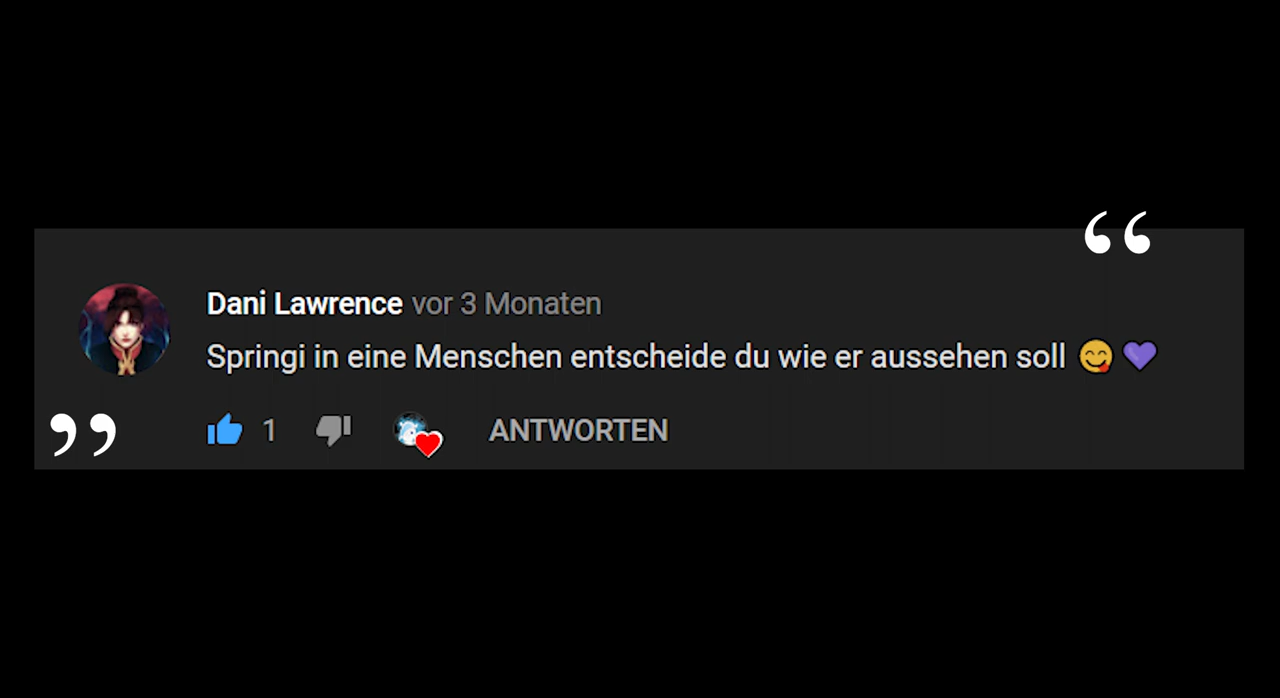 “
Dani Lawrence vor 3 Monaten
Springi in eine Menschen entscheide du wie er aussehen soll 😋 💜
”
1 ANTWORTEN